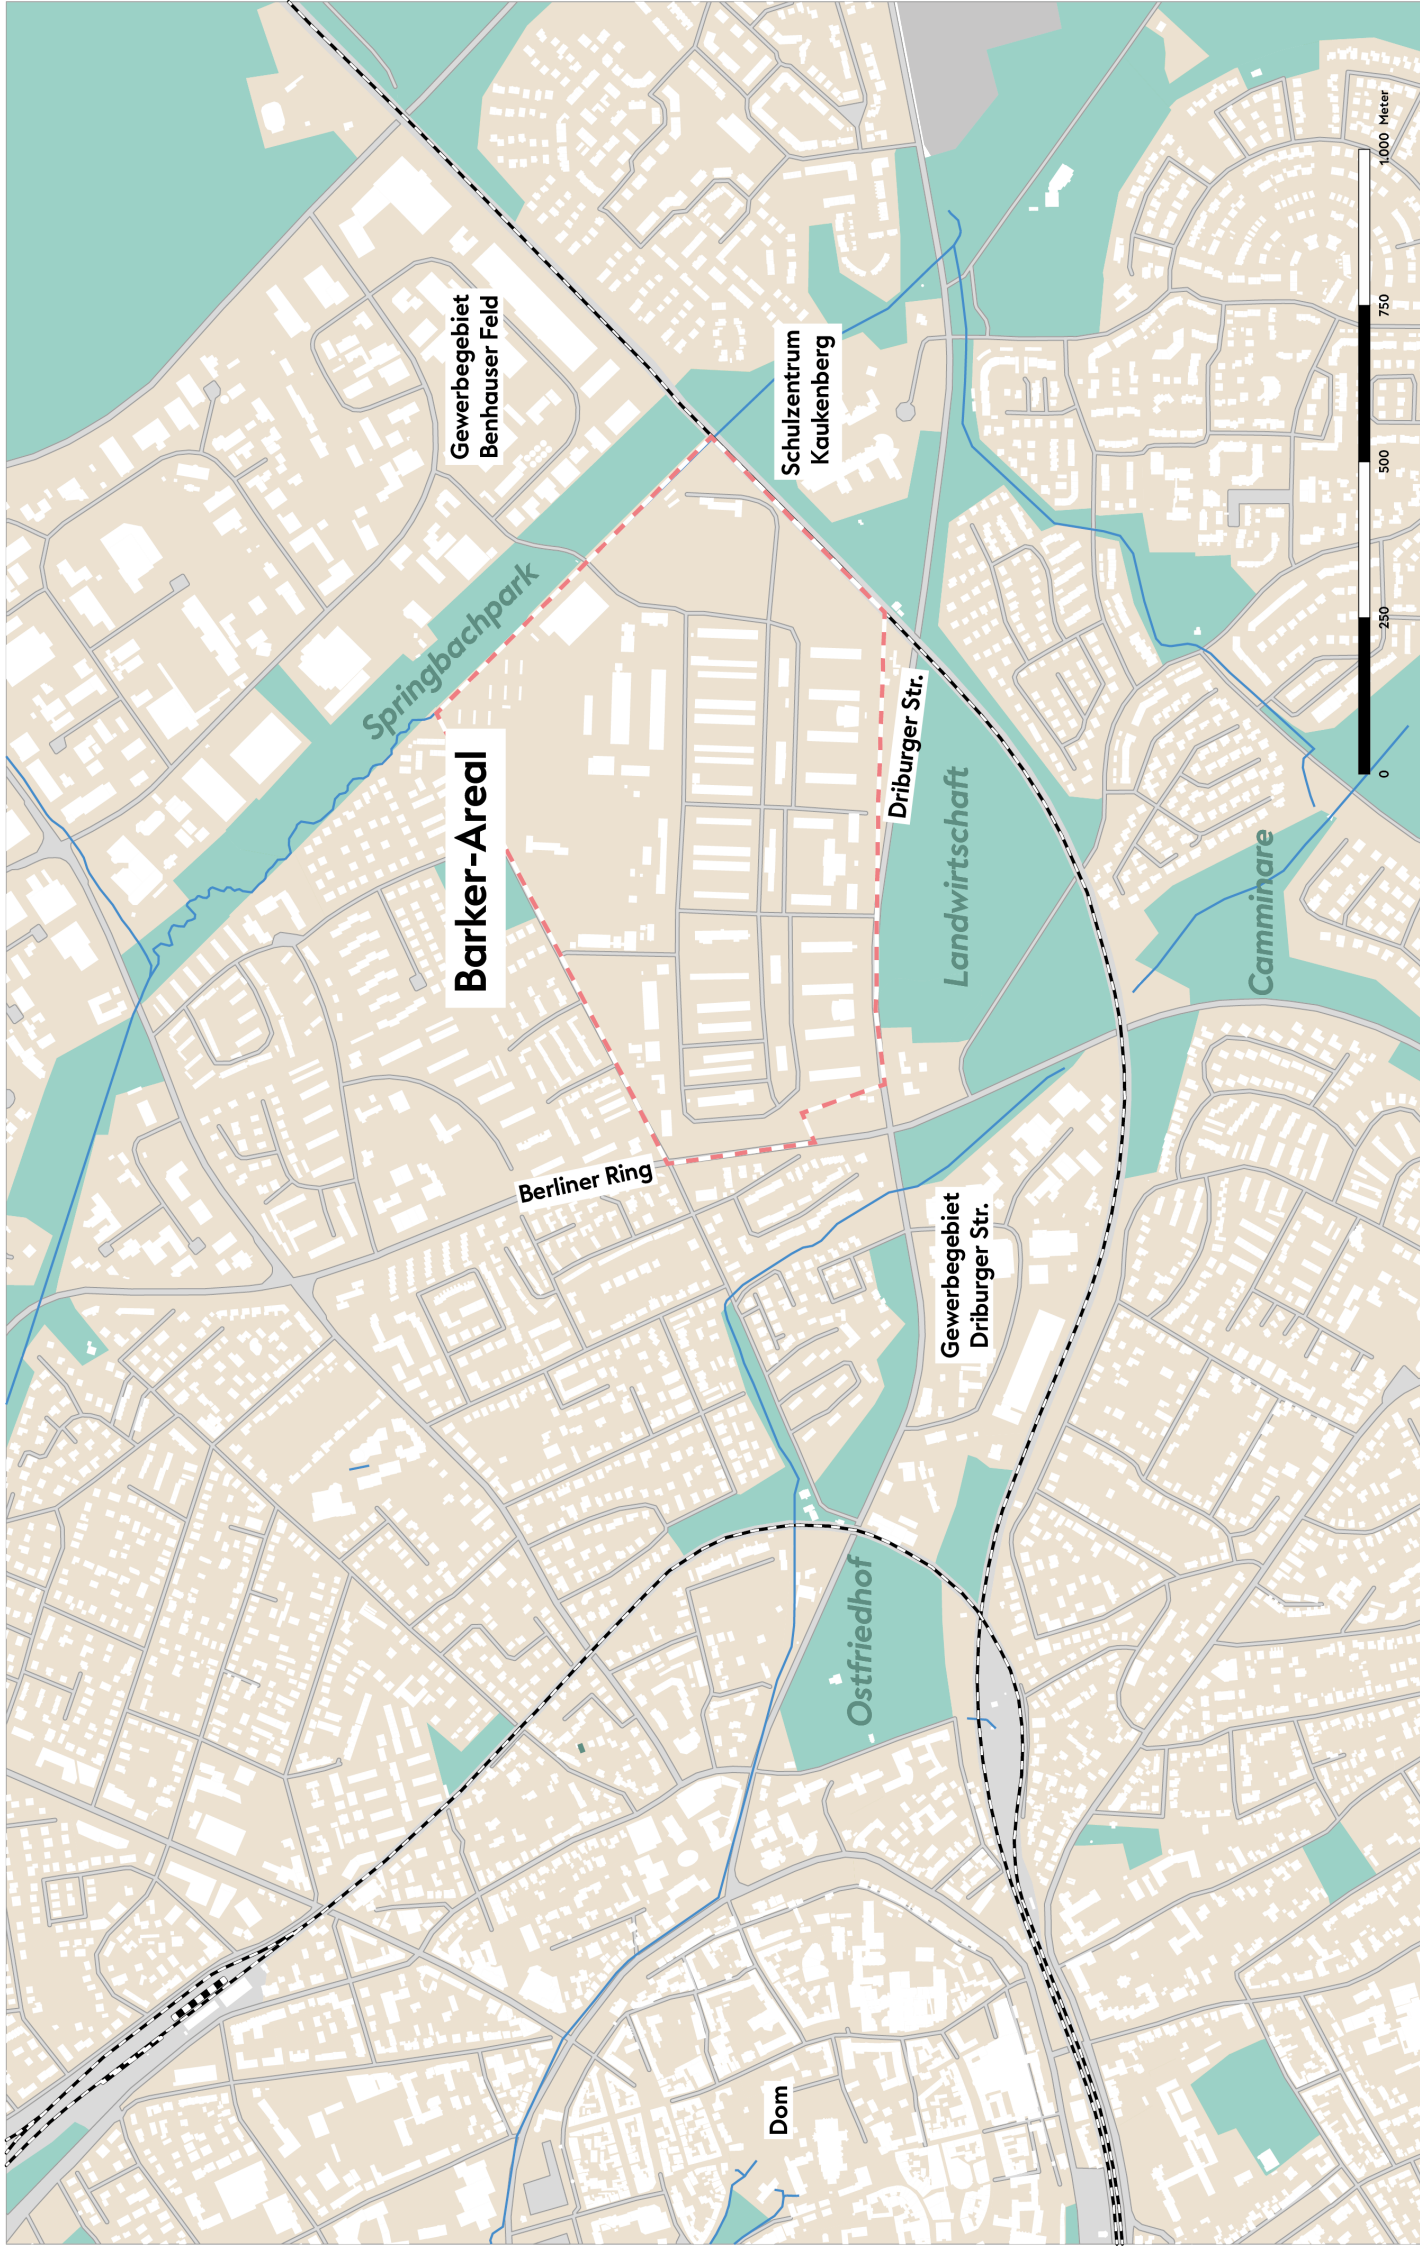 Gewerbegebiet
Benhauser Feld
Springbachpark
Schulzentrum
Kaukenberg
Barker-Areal
Driburger Str.
Landwirtschaft
Camminare
Berliner Ring
Gewerbegebiet
Driburger Str.
Ostfriedhof
Dom
0 250 500 750 1.000 Meter